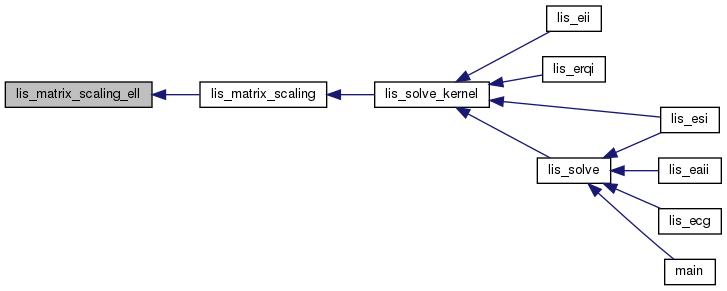 lis_eii
lis_erqi
lis_matrix_scaling_ell
lis_matrix_scaling
lis_solve_kernel
lis_esi
lis_solve
lis_eaii
lis_ecg
main